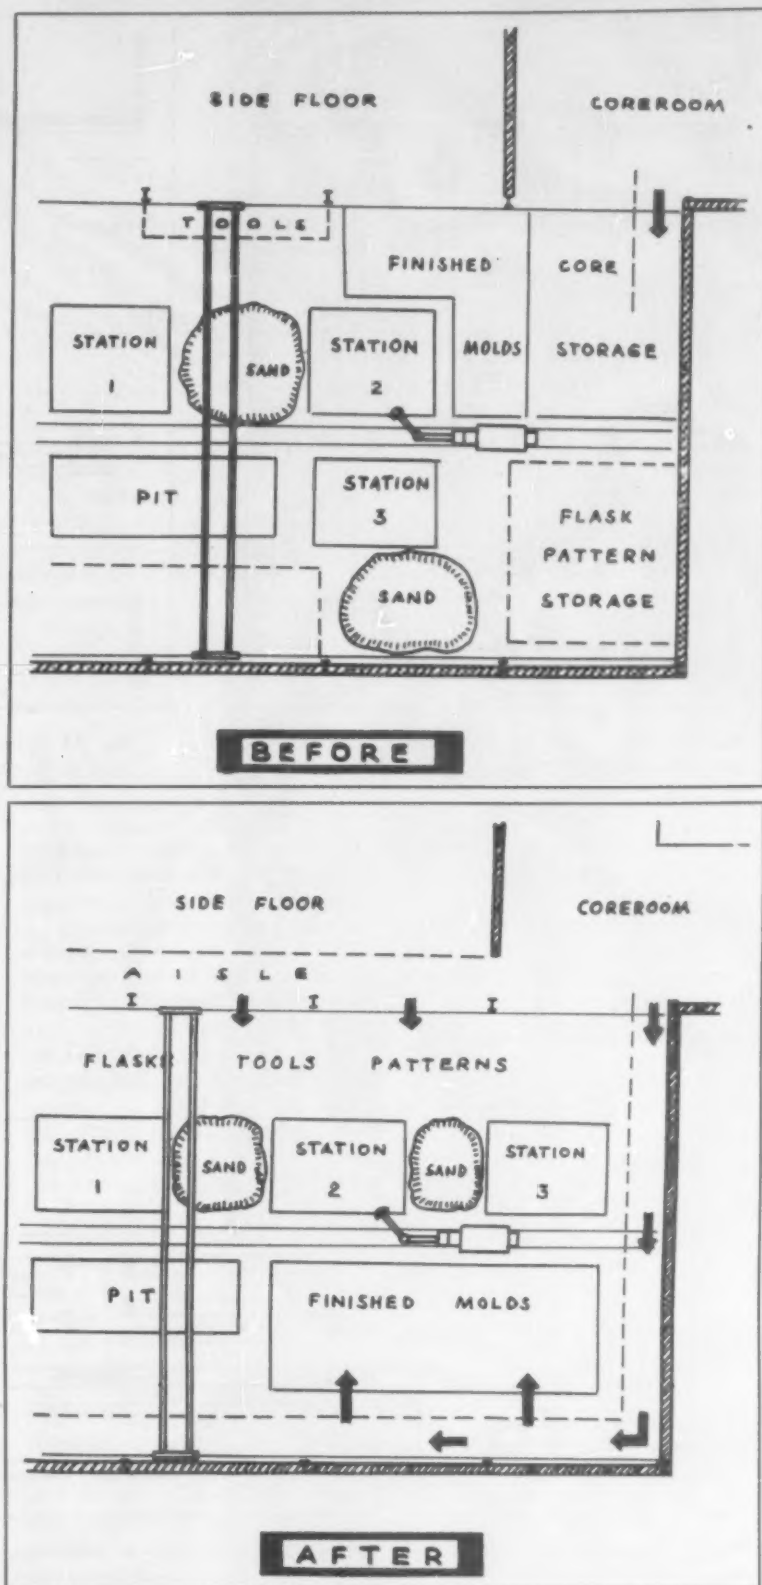 SIDE FLOOR
COREROOM
TOOLS
FINISHED
CORE
STATION
1
SAND
STATION
2
MOLDS
STORAGE
PIT
STATION
3
FLASK
PATTERN
STORAGE
SAND
BEFORE
SIDE FLOOR
COREROOM
AISLE
FLASKS TOOLS PATTERNS
STATION
1
SAND
STATION
2
SAND
STATION
3
PIT
FINISHED MOLDS
AFTER